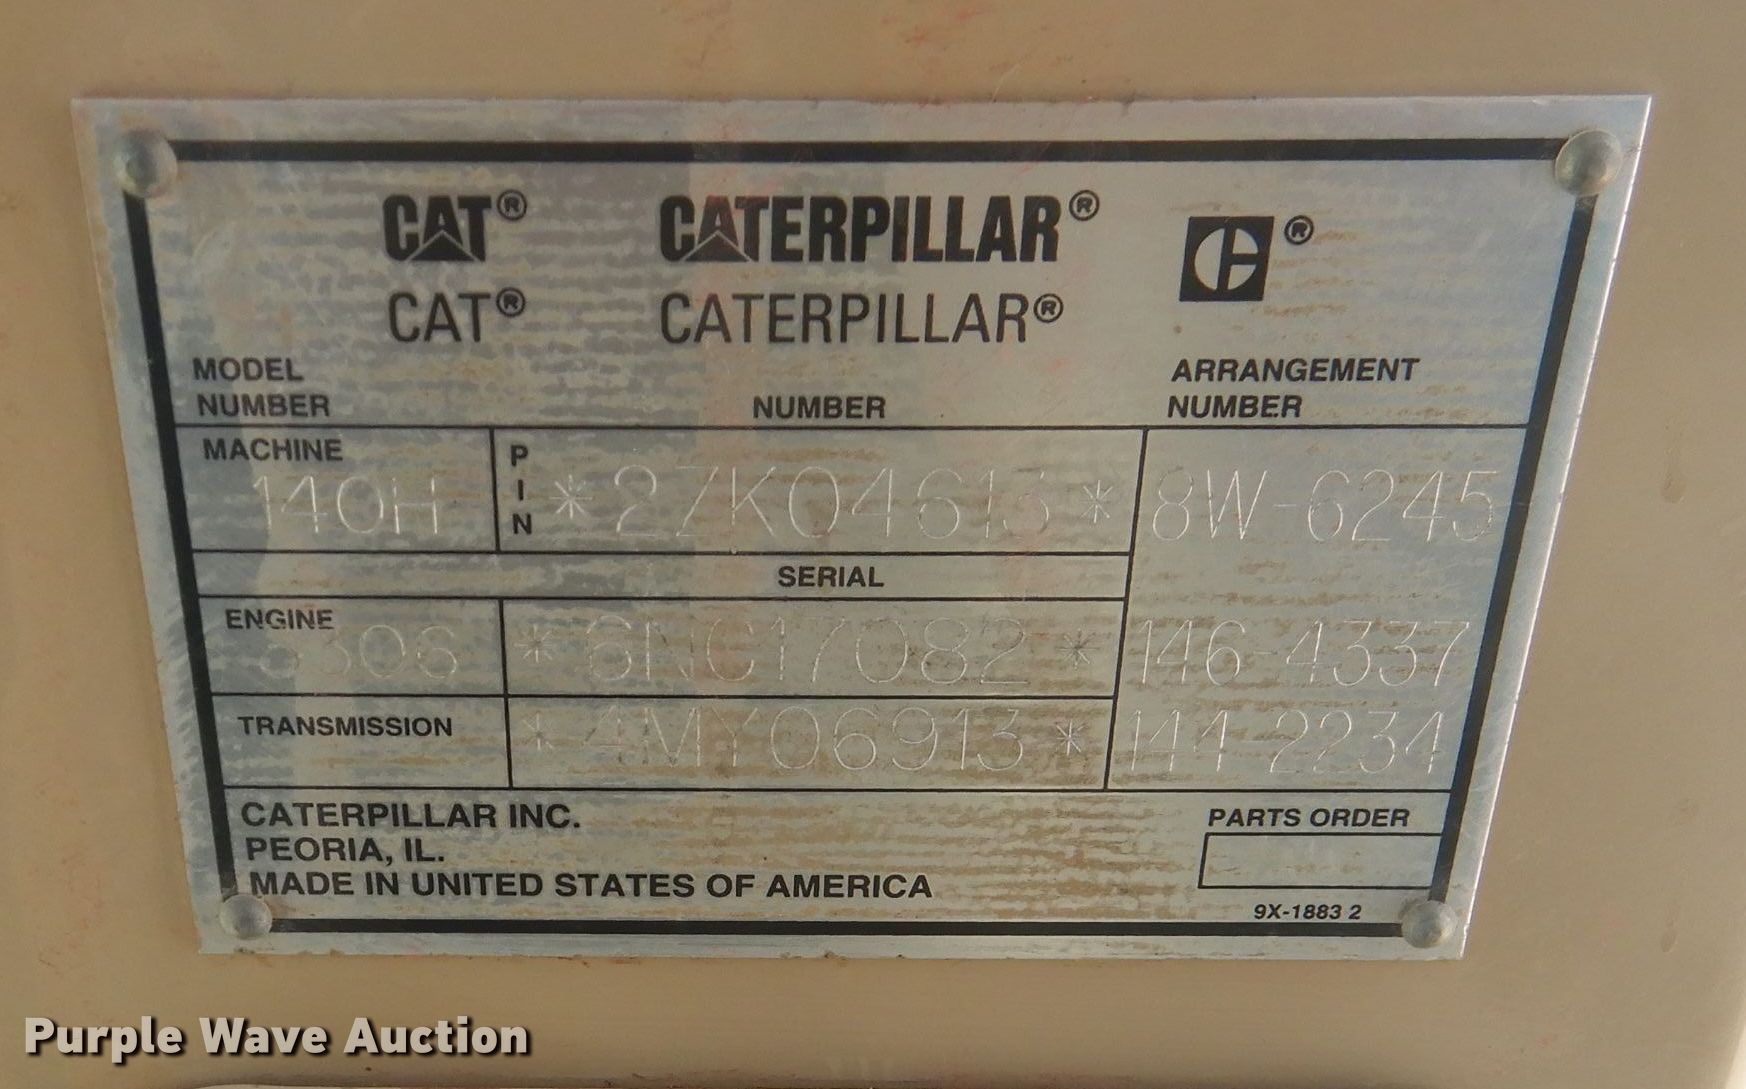 CAT® CATERPILLAR® ®
CAT® CATERPILLAR®
MODEL NUMBER
NUMBER
ARRANGEMENT NUMBER
MACHINE
140H
PIN
*2ZK04613*
8W-6245
SERIAL
ENGINE
3306
*6NC17082*
146-4337
TRANSMISSION
*4MY06913*
144-2234
CATERPILLAR INC.
PEORIA, IL.
MADE IN UNITED STATES OF AMERICA
PARTS ORDER
9X-1883 2
Purple Wave Auction